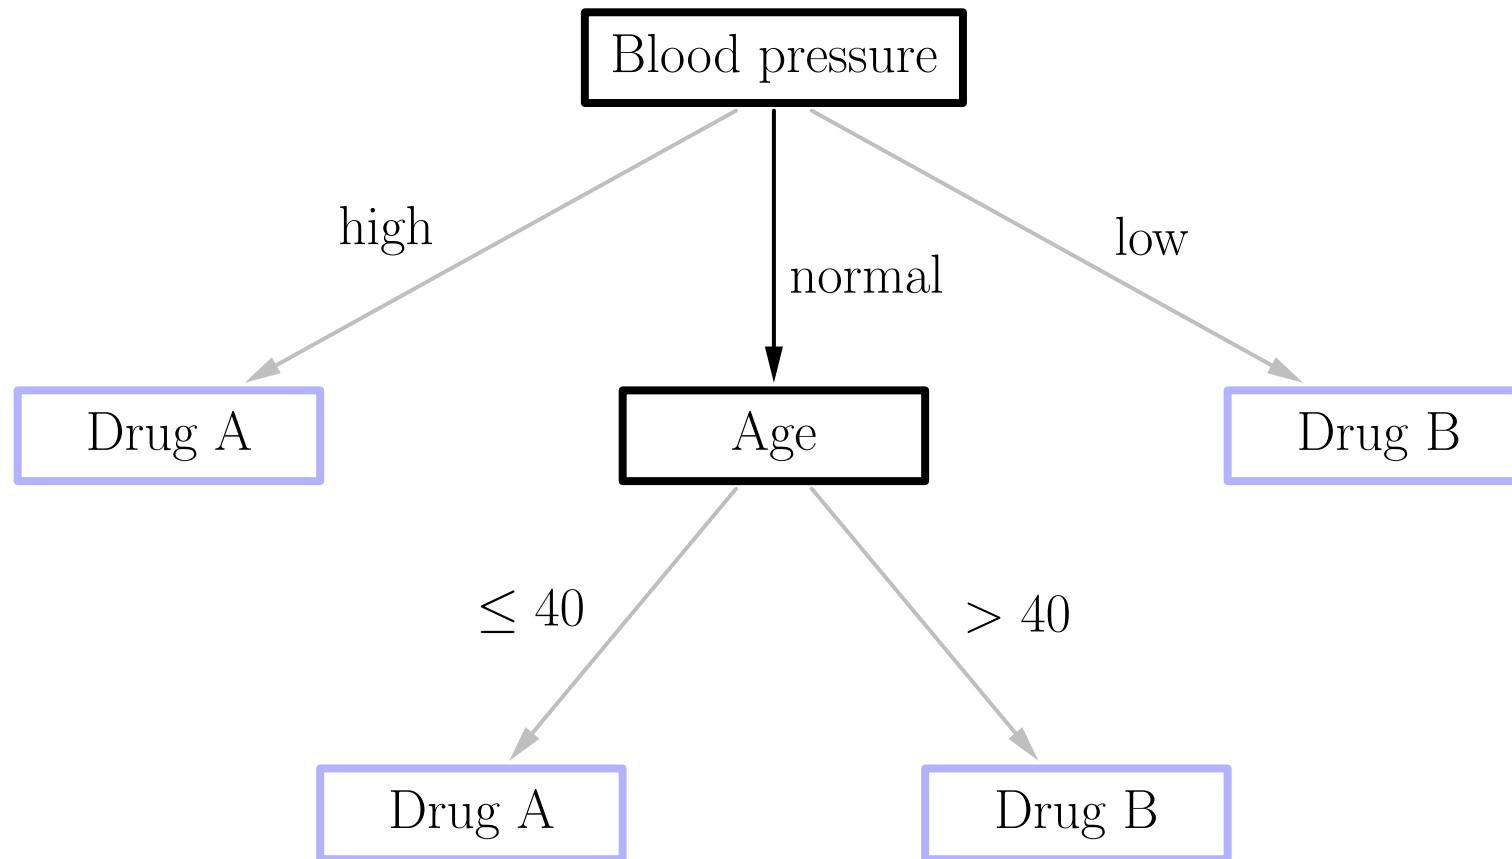 Blood pressure
high
normal
low
Drug A
Age
Drug B
≤ 40
> 40
Drug A
Drug B